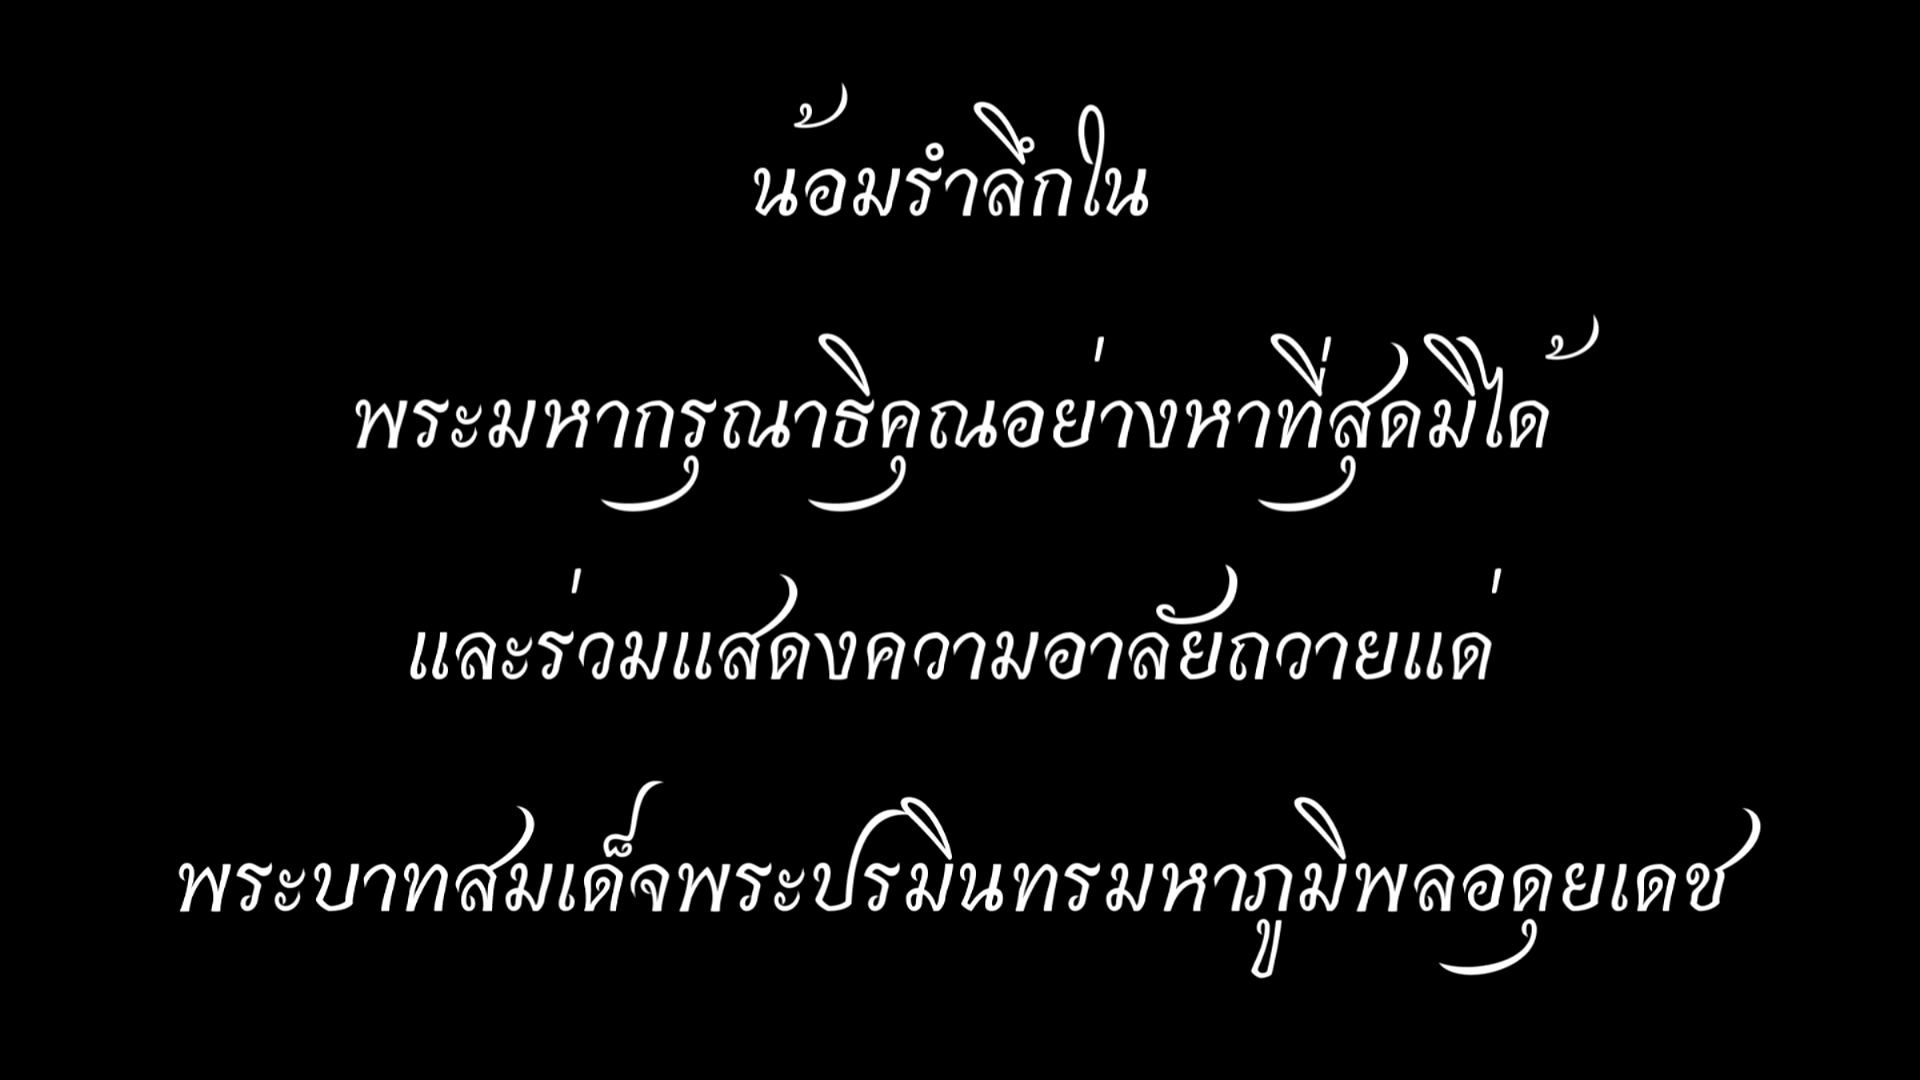 น้อมรำลึกใน
พระมหากรุณาธิคุณอย่างหาที่สุดมิได้
และร่วมแสดงความอาลัยถวายแด่
พระบาทสมเด็จพระปรมินทรมหาภูมิพลอดุยเดช